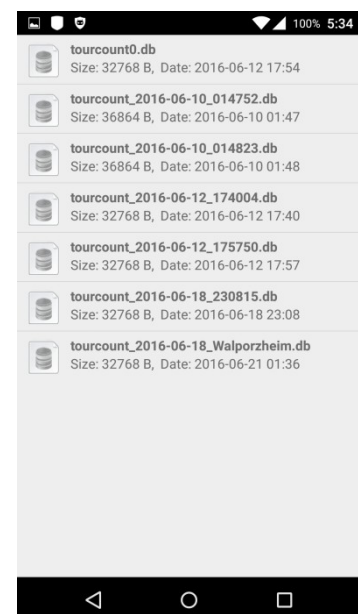 100% 5:34
tourcount0.db
Size: 32768 B, Date: 2016-06-12 17:54
tourcount_2016-06-10_014752.db
Size: 36864 B, Date: 2016-06-10 01:47
tourcount_2016-06-10_014823.db
Size: 36864 B, Date: 2016-06-10 01:48
tourcount_2016-06-12_174004.db
Size: 32768 B, Date: 2016-06-12 17:40
tourcount_2016-06-12_175750.db
Size: 32768 B, Date: 2016-06-12 17:57
tourcount_2016-06-18_230815.db
Size: 32768 B, Date: 2016-06-18 23:08
tourcount_2016-06-18_Walporzheim.db
Size: 32768 B, Date: 2016-06-21 01:36